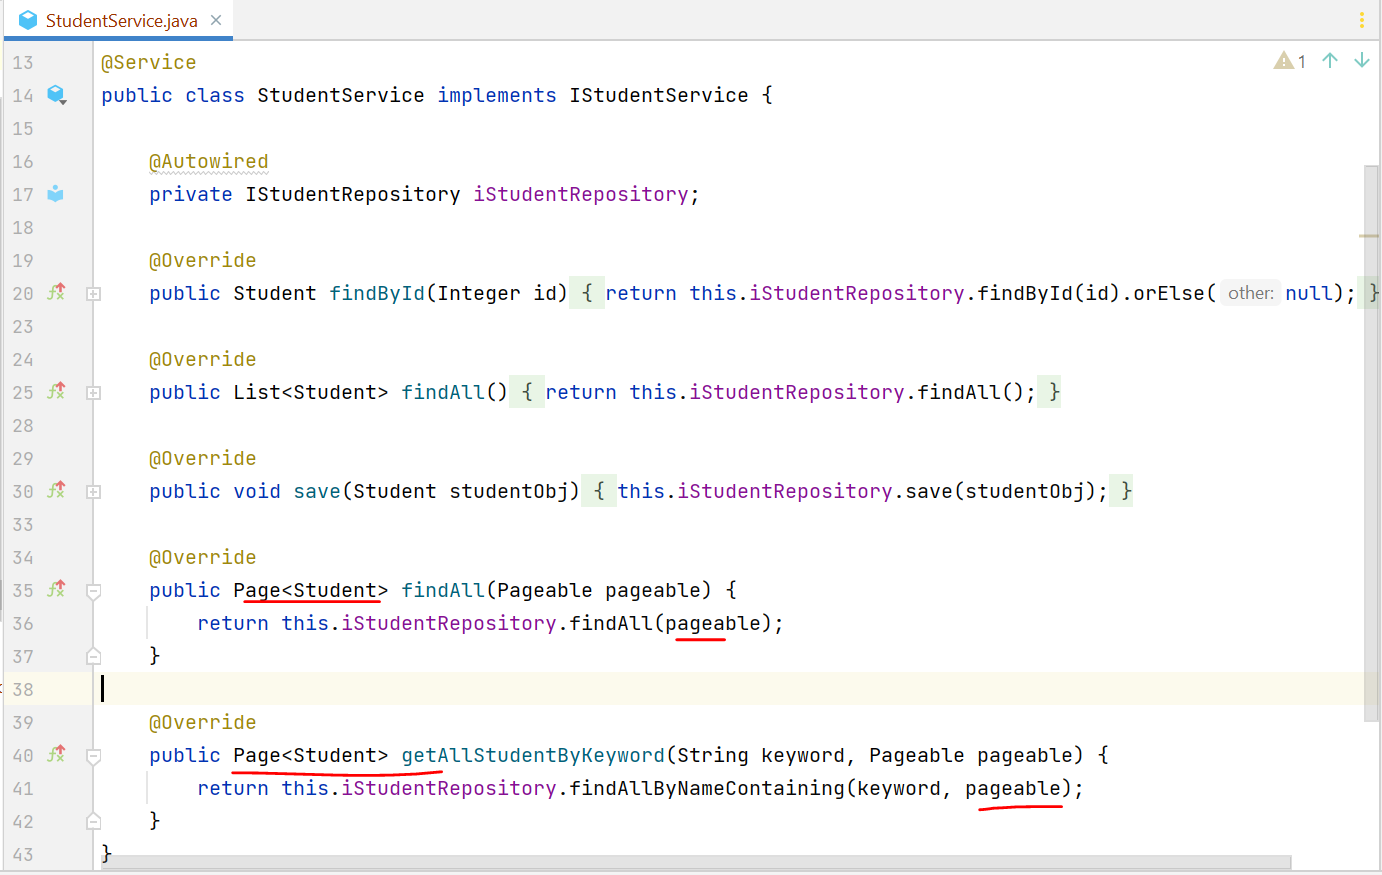 StudentService.java
1
13 @Service
14 public class StudentService implements IStudentService {
15
16 @Autowired
17 private IStudentRepository iStudentRepository;
18
19 @Override
20 public Student findById(Integer id) { return this.iStudentRepository.findById(id).orElse( other: null); }
23
24 @Override
25 public List<Student> findAll() { return this.iStudentRepository.findAll(); }
28
29 @Override
30 public void save(Student studentObj) { this.iStudentRepository.save(studentObj); }
33
34 @Override
35 public Page<Student> findAll(Pageable pageable) {
36 return this.iStudentRepository.findAll(pageable);
37 }
38
39 @Override
40 public Page<Student> getAllStudentByKeyword(String keyword, Pageable pageable) {
41 return this.iStudentRepository.findAllByNameContaining(keyword, pageable);
42 }
43 }